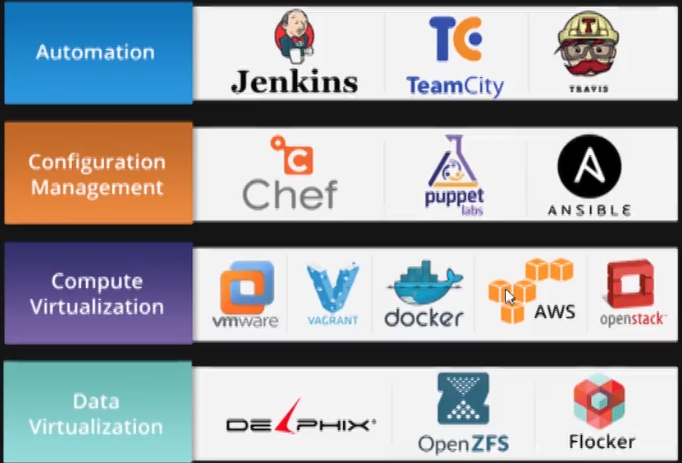 Automation
Jenkins
TeamCity
TRAVIS
Configuration
Management
Chef
puppet
labs
ANSIBLE
Compute
Virtualization
vmware
VAGRANT
docker
AWS
openstack
Data
Virtualization
DELPHIX
OpenZFS
Flocker